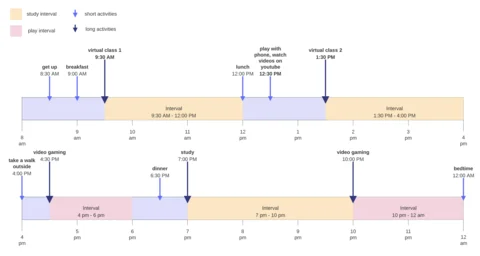 study interval
short activities
play interval
long activities
virtual class 1
9:30 AM
play with
phone, watch
videos on
youtube
12:30 PM
virtual class 2
1:30 PM
get up
8:30 AM
breakfast
9:00 AM
lunch
12:00 PM
Interval
9:30 AM - 12:00 PM
Interval
1:30 PM - 4:00 PM
8
am
9
am
10
am
11
am
12
pm
1
pm
2
pm
3
pm
4
pm
take a walk
outside
4:00 PM
video gaming
4:30 PM
dinner
6:30 PM
study
7:00 PM
video gaming
10:00 PM
bedtime
12:00 AM
Interval
4 pm - 6 pm
Interval
7 pm - 10 pm
Interval
10 pm - 12 am
4
pm
5
pm
6
pm
7
pm
8
pm
9
pm
10
pm
11
pm
12
am